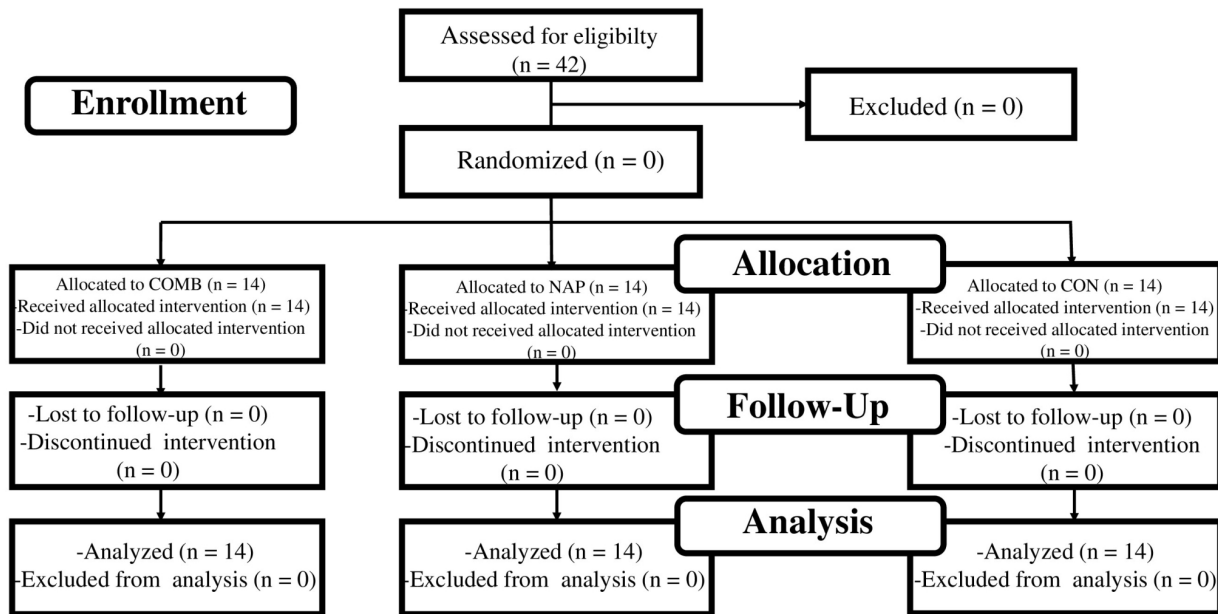 Assessed for eligibilty
(n = 42)
Enrollment
Excluded (n = 0)
Randomized (n = 0)
Allocation
Allocated to COMB (n = 14)
-Received allocated intervention (n = 14)
-Did not received allocated intervention
(n = 0)
Allocated to NAP (n = 14)
-Received allocated intervention (n = 14)
-Did not received allocated intervention
(n = 0)
Allocated to CON (n = 14)
-Received allocated intervention (n = 14)
-Did not received allocated intervention
(n = 0)
Follow-Up
-Lost to follow-up (n = 0)
-Discontinued intervention
(n = 0)
-Lost to follow-up (n = 0)
-Discontinued intervention
(n = 0)
-Lost to follow-up (n = 0)
-Discontinued intervention
(n = 0)
Analysis
-Analyzed (n = 14)
-Excluded from analysis (n = 0)
-Analyzed (n = 14)
-Excluded from analysis (n = 0)
-Analyzed (n = 14)
-Excluded from analysis (n = 0)